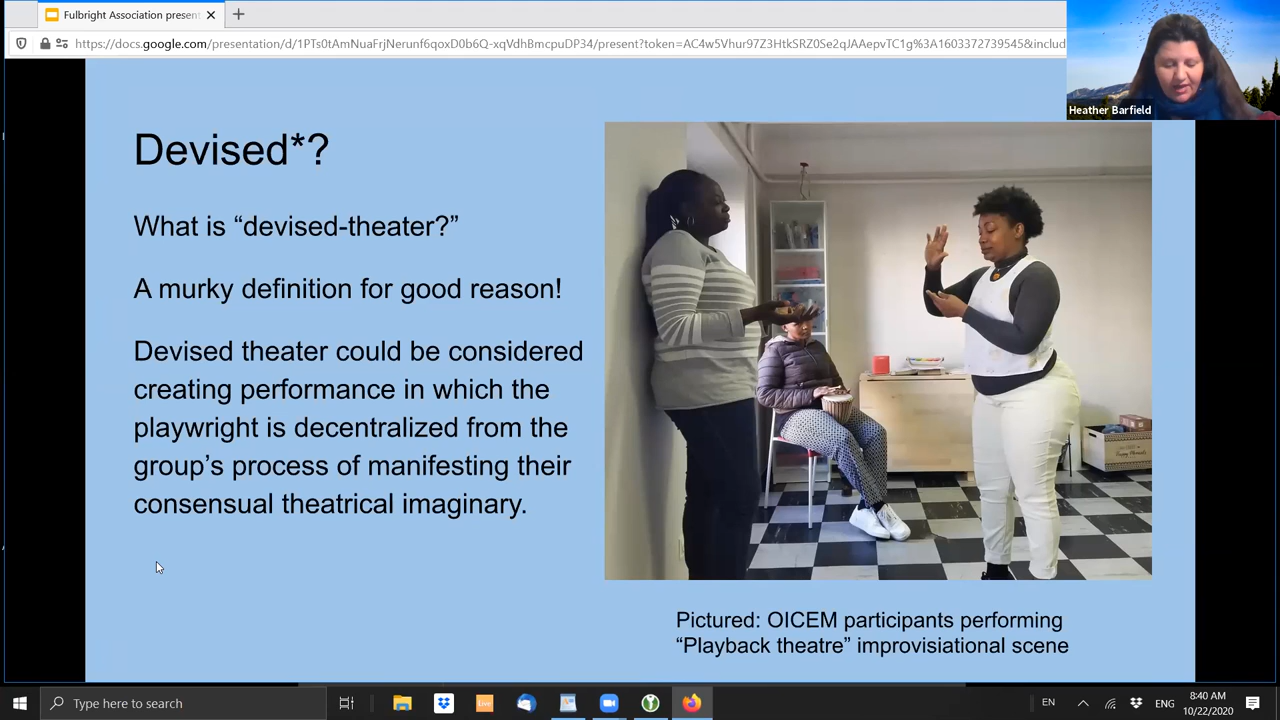 Fulbright Association present
https://docs.google.com/presentation/d/1PTs0tAmNuaFrjNerunf6qoxD0b6Q-xqVdhBmcpuDP34/present?token=AC4w5Vhur97Z3HtkSRZ0Se2qJAAepvTC1g%3A1603372739545&includ
Heather Barfield
Devised*?
What is “devised-theater?”
A murky definition for good reason!
Devised theater could be considered
creating performance in which the
playwright is decentralized from the
group’s process of manifesting their
consensual theatrical imaginary.
Pictured: OICEM participants performing
“Playback theatre” improvisiational scene
Type here to search
Live
EN
ENG
8:40 AM
10/22/2020